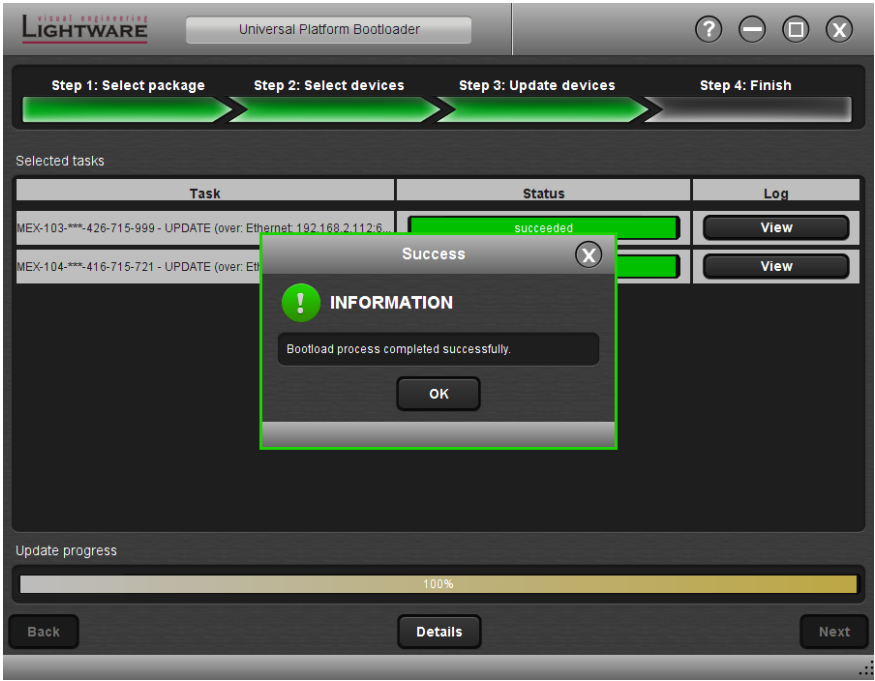 visual engineering
LIGHTWARE
Universal Platform Bootloader
?
X
Step 1: Select package
Step 2: Select devices
Step 3: Update devices
Step 4: Finish
Selected tasks
Task
Status
Log
MEX-103-***-426-715-999 - UPDATE (over: Ethernet: 192.168.2.112:6...
succeeded
View
MEX-104-***-416-715-721 - UPDATE (over: Eth
View
Success
X
!
INFORMATION
Bootload process completed successfully.
OK
Update progress
100%
Back
Details
Next